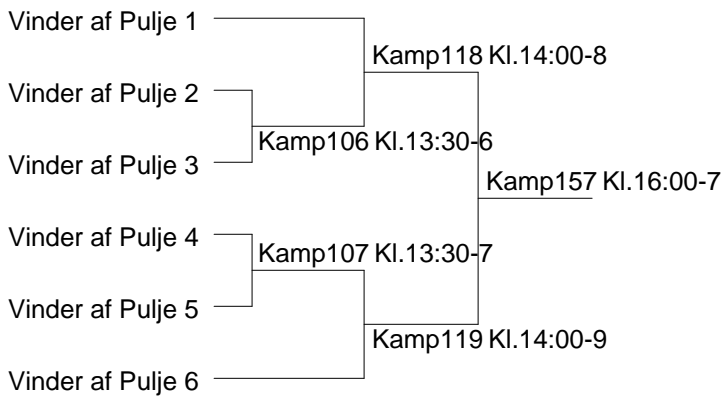 Vinder af Pulje 1
Kamp118 Kl.14:00-8
Vinder af Pulje 2
Kamp106 Kl.13:30-6
Vinder af Pulje 3
Kamp157 Kl.16:00-7
Vinder af Pulje 4
Kamp107 Kl.13:30-7
Vinder af Pulje 5
Kamp119 Kl.14:00-9
Vinder af Pulje 6